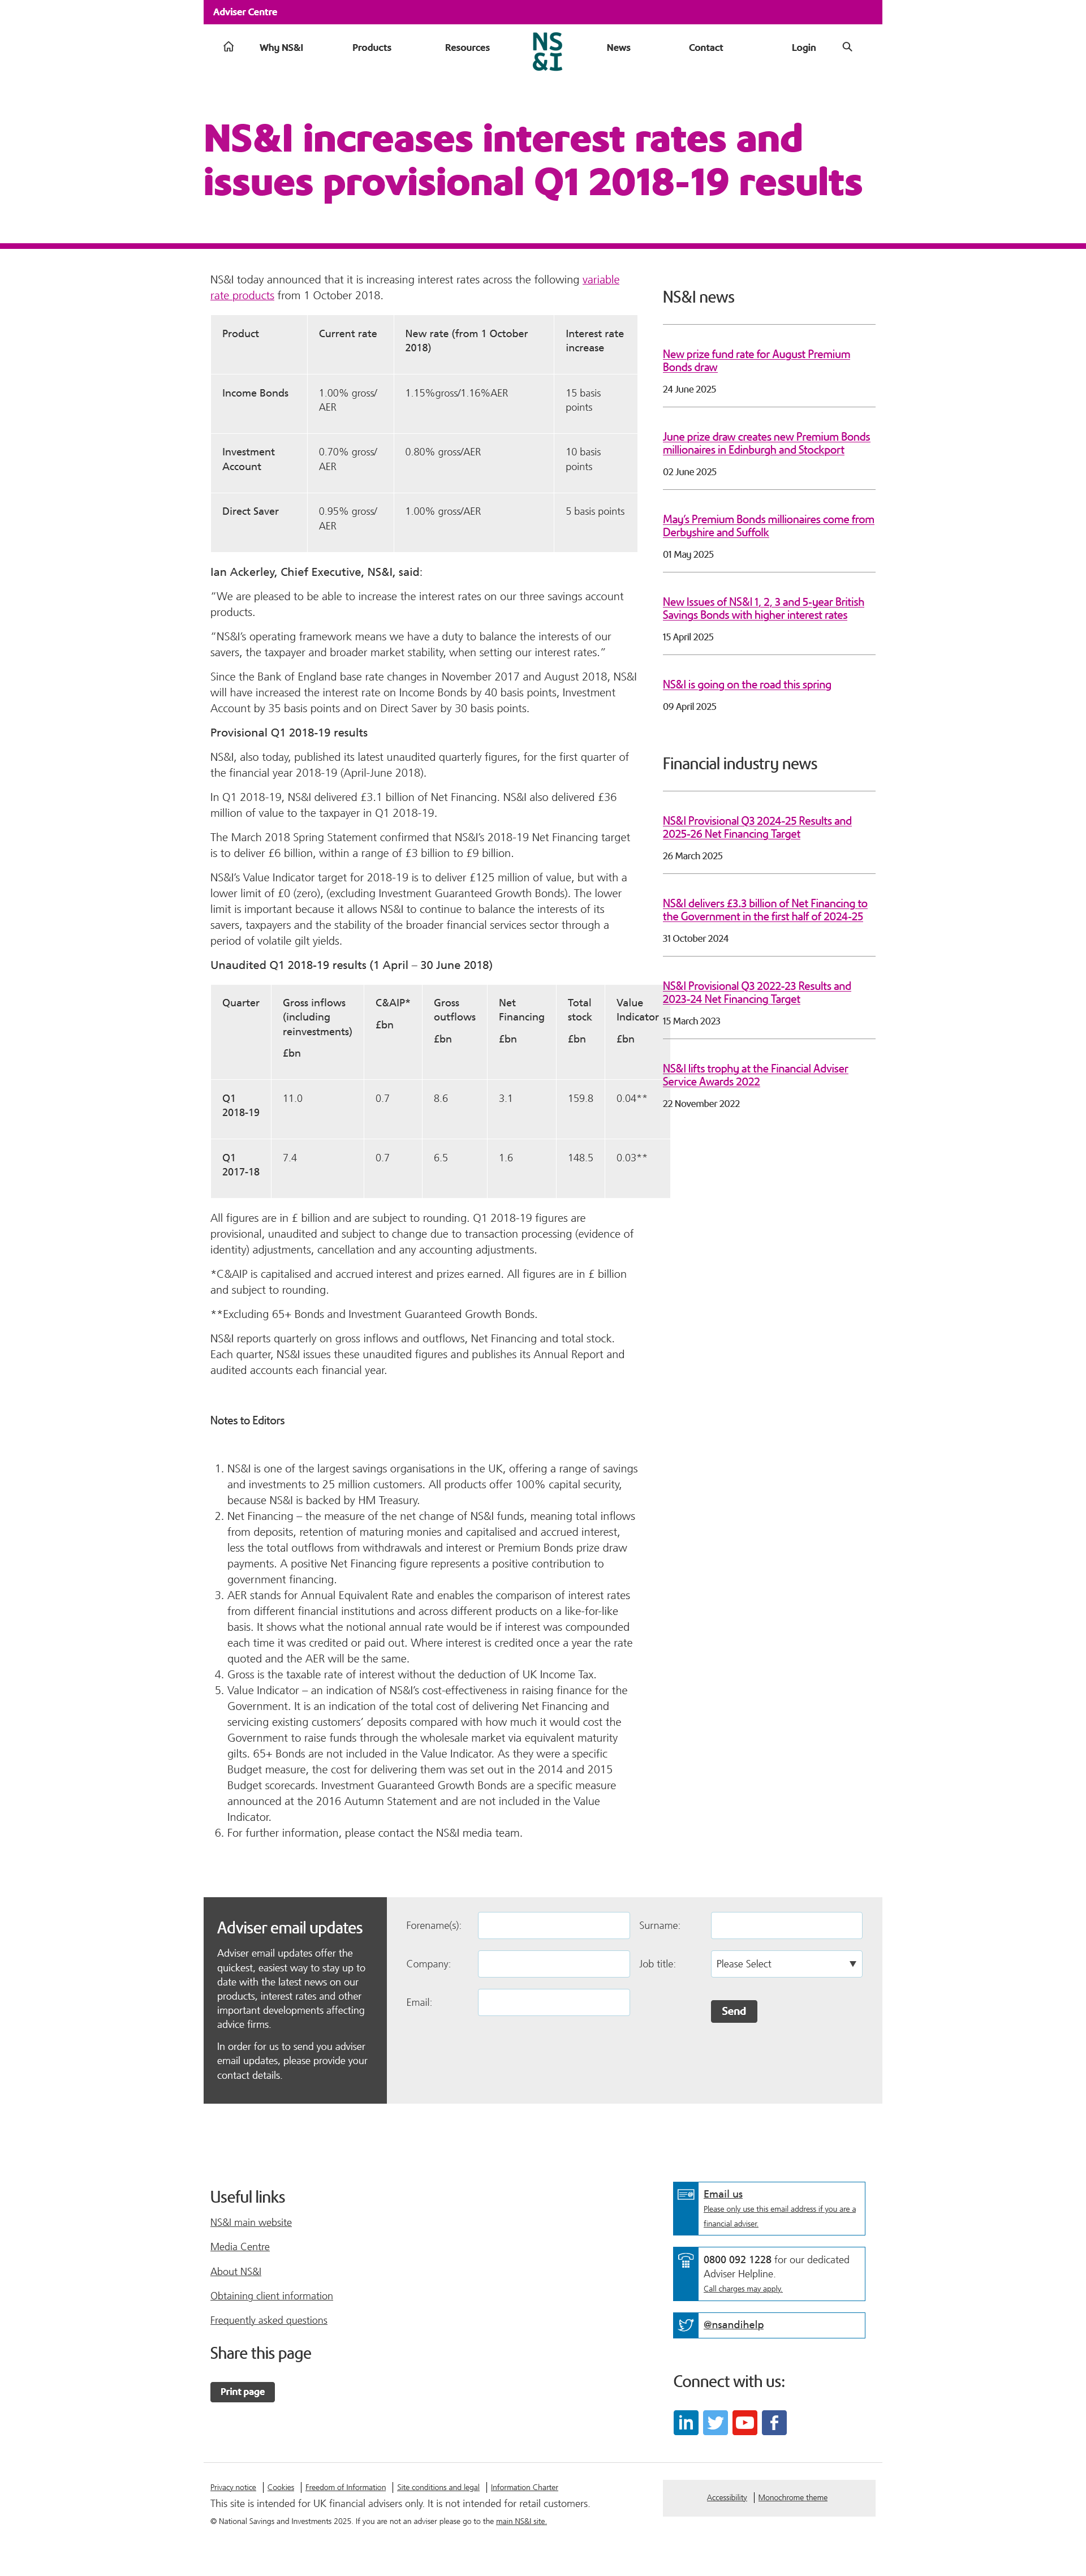 Adviser Centre
Why NS&I
Products
Resources
NS
&I
News
Contact
Login
NS&I increases interest rates and
issues provisional Q1 2018-19 results
NS&I today announced that it is increasing interest rates across the following variable
rate products from 1 October 2018.
Product
Current rate
New rate (from 1 October
2018)
Interest rate
increase
Income Bonds
1.00% gross/
AER
1.15%gross/1.16%AER
15 basis
points
Investment
Account
0.70% gross/
AER
0.80% gross/AER
10 basis
points
Direct Saver
0.95% gross/
AER
1.00% gross/AER
5 basis points
Ian Ackerley, Chief Executive, NS&I, said:
“We are pleased to be able to increase the interest rates on our three savings account
products.
“NS&I’s operating framework means we have a duty to balance the interests of our
savers, the taxpayer and broader market stability, when setting our interest rates.”
Since the Bank of England base rate changes in November 2017 and August 2018, NS&I
will have increased the interest rate on Income Bonds by 40 basis points, Investment
Account by 35 basis points and on Direct Saver by 30 basis points.
Provisional Q1 2018-19 results
NS&I, also today, published its latest unaudited quarterly figures, for the first quarter of
the financial year 2018-19 (April-June 2018).
In Q1 2018-19, NS&I delivered £3.1 billion of Net Financing. NS&I also delivered £36
million of value to the taxpayer in Q1 2018-19.
The March 2018 Spring Statement confirmed that NS&I’s 2018-19 Net Financing target
is to deliver £6 billion, within a range of £3 billion to £9 billion.
NS&I’s Value Indicator target for 2018-19 is to deliver £125 million of value, but with a
lower limit of £0 (zero), (excluding Investment Guaranteed Growth Bonds). The lower
limit is important because it allows NS&I to continue to balance the interests of its
savers, taxpayers and the stability of the broader financial services sector through a
period of volatile gilt yields.
Unaudited Q1 2018-19 results (1 April – 30 June 2018)
Quarter
Gross inflows
(including
reinvestments)
£bn
C&AIP*
£bn
Gross
outflows
£bn
Net
Financing
£bn
Total
stock
£bn
Value
Indicator
£bn
Q1
2018-19
11.0
0.7
8.6
3.1
159.8
0.04**
Q1
2017-18
7.4
0.7
6.5
1.6
148.5
0.03**
All figures are in £ billion and are subject to rounding. Q1 2018-19 figures are
provisional, unaudited and subject to change due to transaction processing (evidence of
identity) adjustments, cancellation and any accounting adjustments.
*C&AIP is capitalised and accrued interest and prizes earned. All figures are in £ billion
and subject to rounding.
**Excluding 65+ Bonds and Investment Guaranteed Growth Bonds.
NS&I reports quarterly on gross inflows and outflows, Net Financing and total stock.
Each quarter, NS&I issues these unaudited figures and publishes its Annual Report and
audited accounts each financial year.
Notes to Editors
1. NS&I is one of the largest savings organisations in the UK, offering a range of savings
and investments to 25 million customers. All products offer 100% capital security,
because NS&I is backed by HM Treasury.
2. Net Financing – the measure of the net change of NS&I funds, meaning total inflows
from deposits, retention of maturing monies and capitalised and accrued interest,
less the total outflows from withdrawals and interest or Premium Bonds prize draw
payments. A positive Net Financing figure represents a positive contribution to
government financing.
3. AER stands for Annual Equivalent Rate and enables the comparison of interest rates
from different financial institutions and across different products on a like-for-like
basis. It shows what the notional annual rate would be if interest was compounded
each time it was credited or paid out. Where interest is credited once a year the rate
quoted and the AER will be the same.
4. Gross is the taxable rate of interest without the deduction of UK Income Tax.
5. Value Indicator – an indication of NS&I’s cost-effectiveness in raising finance for the
Government. It is an indication of the total cost of delivering Net Financing and
servicing existing customers’ deposits compared with how much it would cost the
Government to raise funds through the wholesale market via equivalent maturity
gilts. 65+ Bonds are not included in the Value Indicator. As they were a specific
Budget measure, the cost for delivering them was set out in the 2014 and 2015
Budget scorecards. Investment Guaranteed Growth Bonds are a specific measure
announced at the 2016 Autumn Statement and are not included in the Value
Indicator.
6. For further information, please contact the NS&I media team.
NS&I news
New prize fund rate for August Premium
Bonds draw
24 June 2025
June prize draw creates new Premium Bonds
millionaires in Edinburgh and Stockport
02 June 2025
May’s Premium Bonds millionaires come from
Derbyshire and Suffolk
01 May 2025
New Issues of NS&I 1, 2, 3 and 5-year British
Savings Bonds with higher interest rates
15 April 2025
NS&I is going on the road this spring
09 April 2025
Financial industry news
NS&I Provisional Q3 2024-25 Results and
2025-26 Net Financing Target
26 March 2025
NS&I delivers £3.3 billion of Net Financing to
the Government in the first half of 2024-25
31 October 2024
NS&I Provisional Q3 2022-23 Results and
2023-24 Net Financing Target
15 March 2023
NS&I lifts trophy at the Financial Adviser
Service Awards 2022
22 November 2022
Adviser email updates
Adviser email updates offer the
quickest, easiest way to stay up to
date with the latest news on our
products, interest rates and other
important developments affecting
advice firms.
In order for us to send you adviser
email updates, please provide your
contact details.
Forename(s):
Surname:
Company:
Job title:
Please Select
Email:
Send
Useful links
NS&I main website
Media Centre
About NS&I
Obtaining client information
Frequently asked questions
Share this page
Print page
Email us
Please only use this email address if you are a
financial adviser.
0800 092 1228 for our dedicated
Adviser Helpline.
Call charges may apply.
@nsandihelp
Connect with us:
in
f
Privacy notice
Cookies
Freedom of Information
Site conditions and legal
Information Charter
This site is intended for UK financial advisers only. It is not intended for retail customers.
© National Savings and Investments 2025. If you are not an adviser please go to the main NS&I site.
Accessibility
Monochrome theme